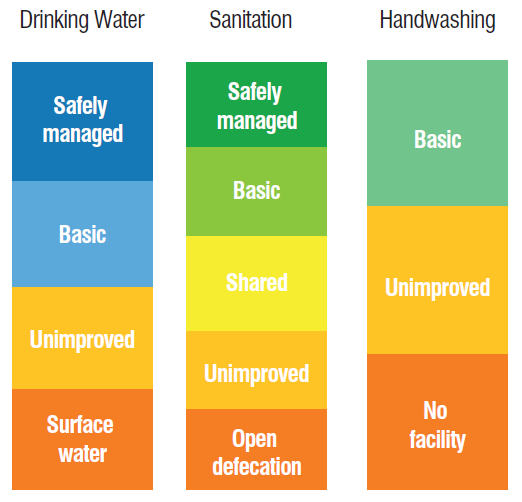 Drinking Water
Safely
managed
Basic
Unimproved
Surface
water
Sanitation
Safely
managed
Basic
Shared
Unimproved
Open
defecation
Handwashing
Basic
Unimproved
No
facility